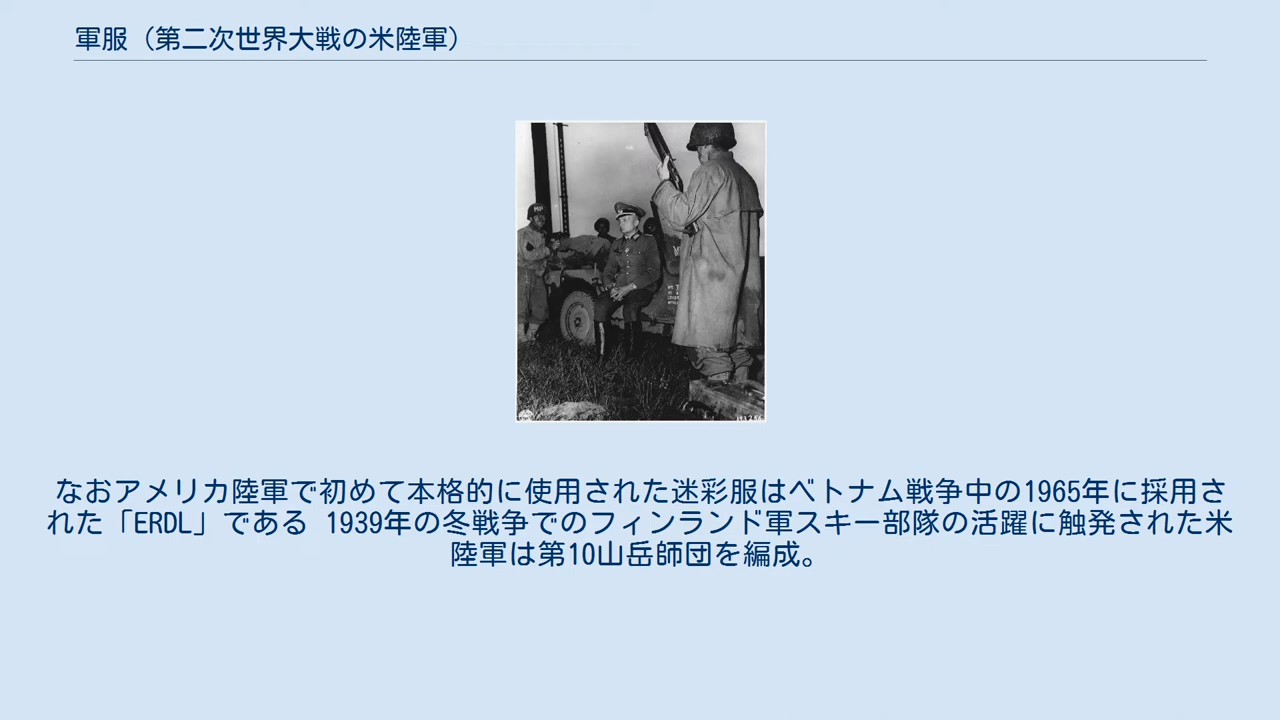 軍服（第二次世界大戦の米陸軍）
MP
なおアメリカ陸軍で初めて本格的に使用された迷彩服はベトナム戦争中の1965年に採用さ
れた「ERDL」である 1939年の冬戦争でのフィンランド軍スキー部隊の活躍に触発された米
陸軍は第10山岳師団を編成。